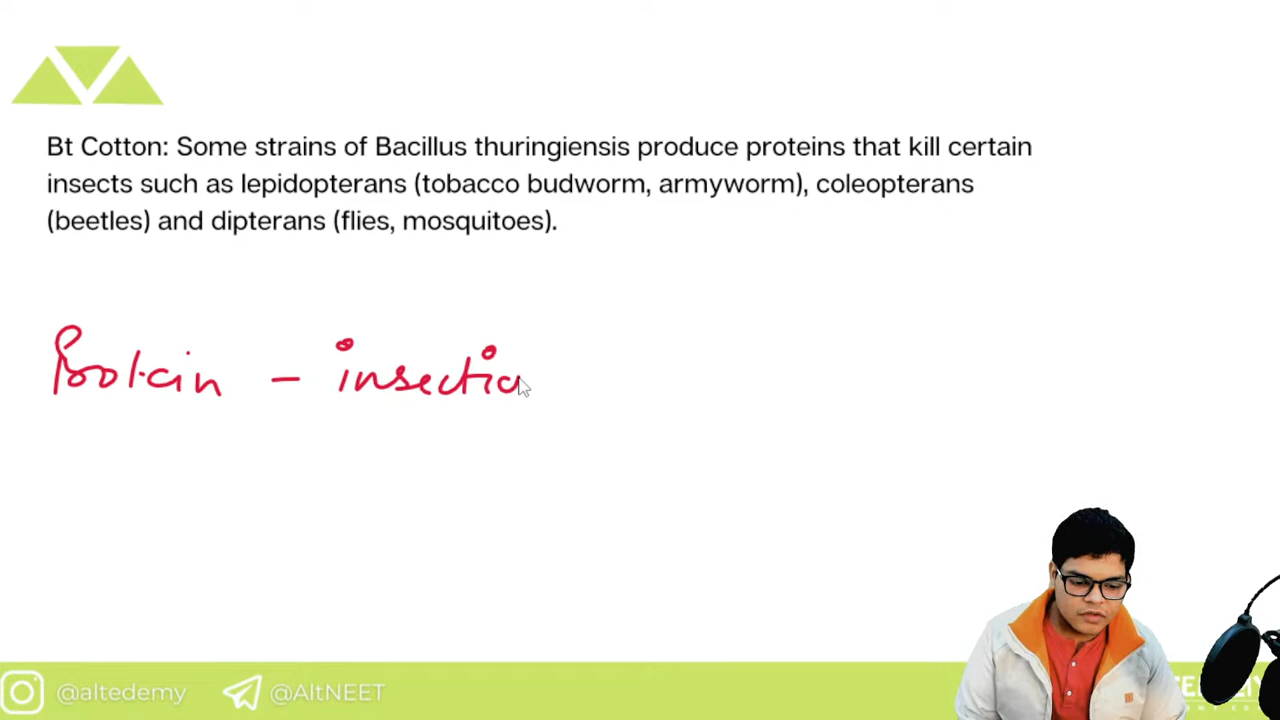 Bt Cotton: Some strains of Bacillus thuringiensis produce proteins that kill certain
insects such as lepidopterans (tobacco budworm, armyworm), coleopterans
(beetles) and dipterans (flies, mosquitoes).
Protein - insectic
@altedemy @AltNEET